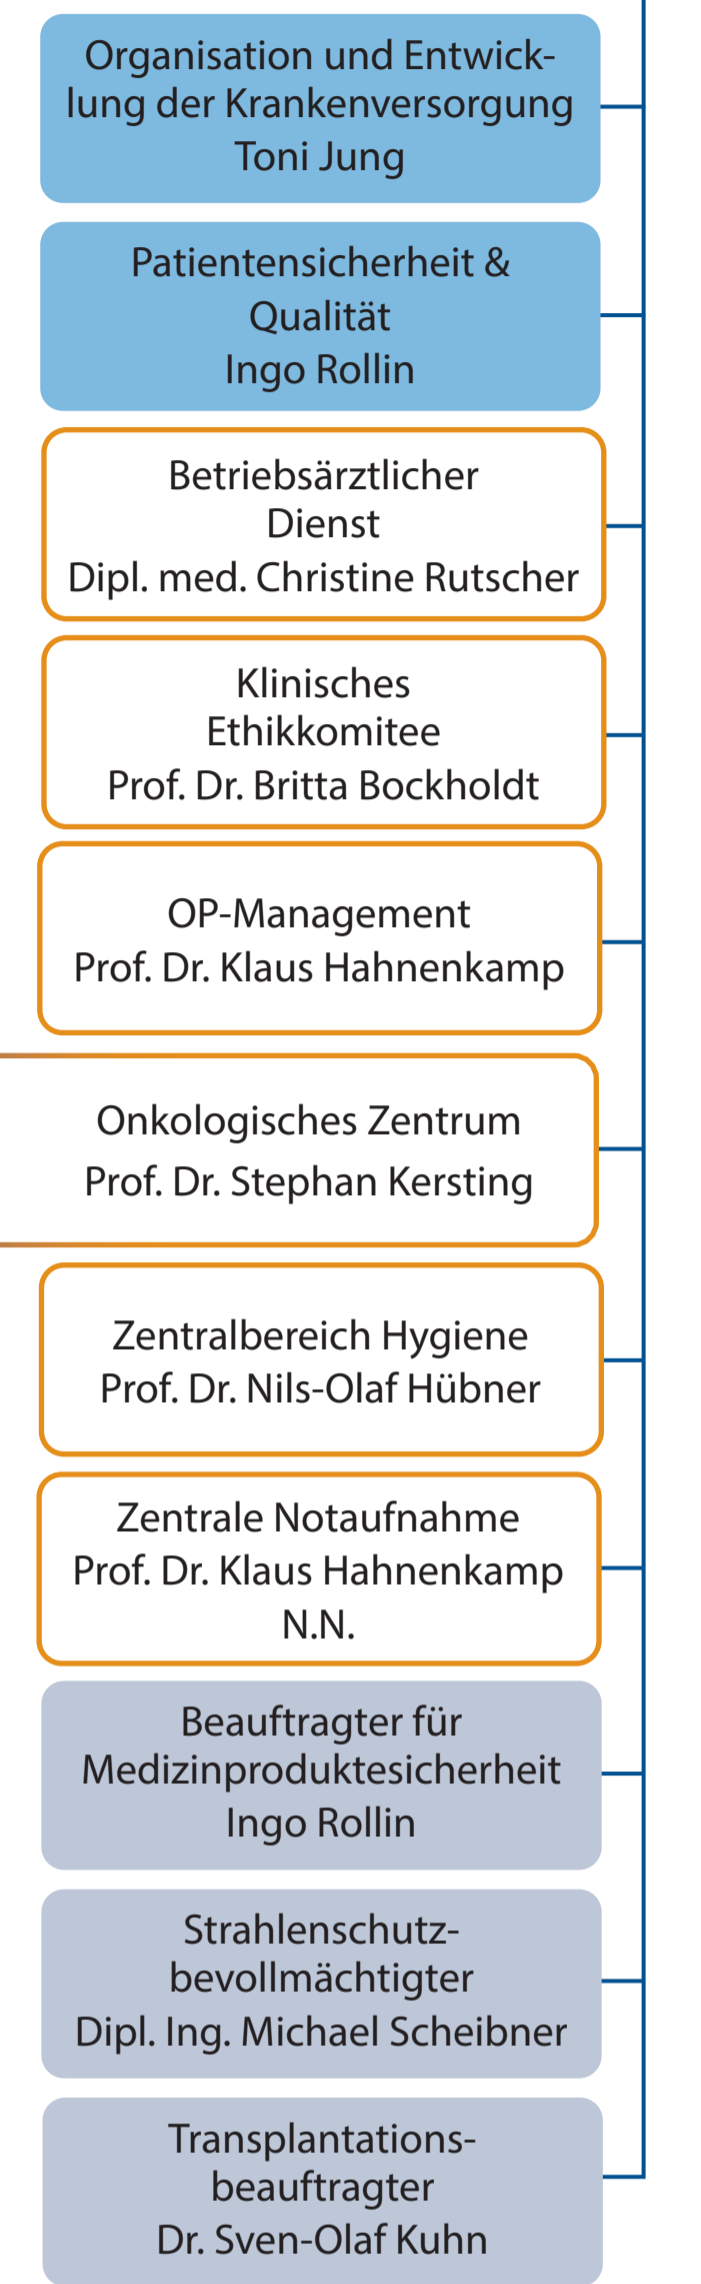 Organisation und Entwick-
lung der Krankenversorgung
Toni Jung
Patientensicherheit &
Qualität
Ingo Rollin
Betriebsärztlicher
Dienst
Dipl. med. Christine Rutscher
Klinisches
Ethikkomitee
Prof. Dr. Britta Bockholdt
OP-Management
Prof. Dr. Klaus Hahnenkamp
Onkologisches Zentrum
Prof. Dr. Stephan Kersting
Zentralbereich Hygiene
Prof. Dr. Nils-Olaf Hübner
Zentrale Notaufnahme
Prof. Dr. Klaus Hahnenkamp
N.N.
Beauftragter für
Medizinproduktesicherheit
Ingo Rollin
Strahlenschutz-
bevollmächtigter
Dipl. Ing. Michael Scheibner
Transplantations-
beauftragter
Dr. Sven-Olaf Kuhn